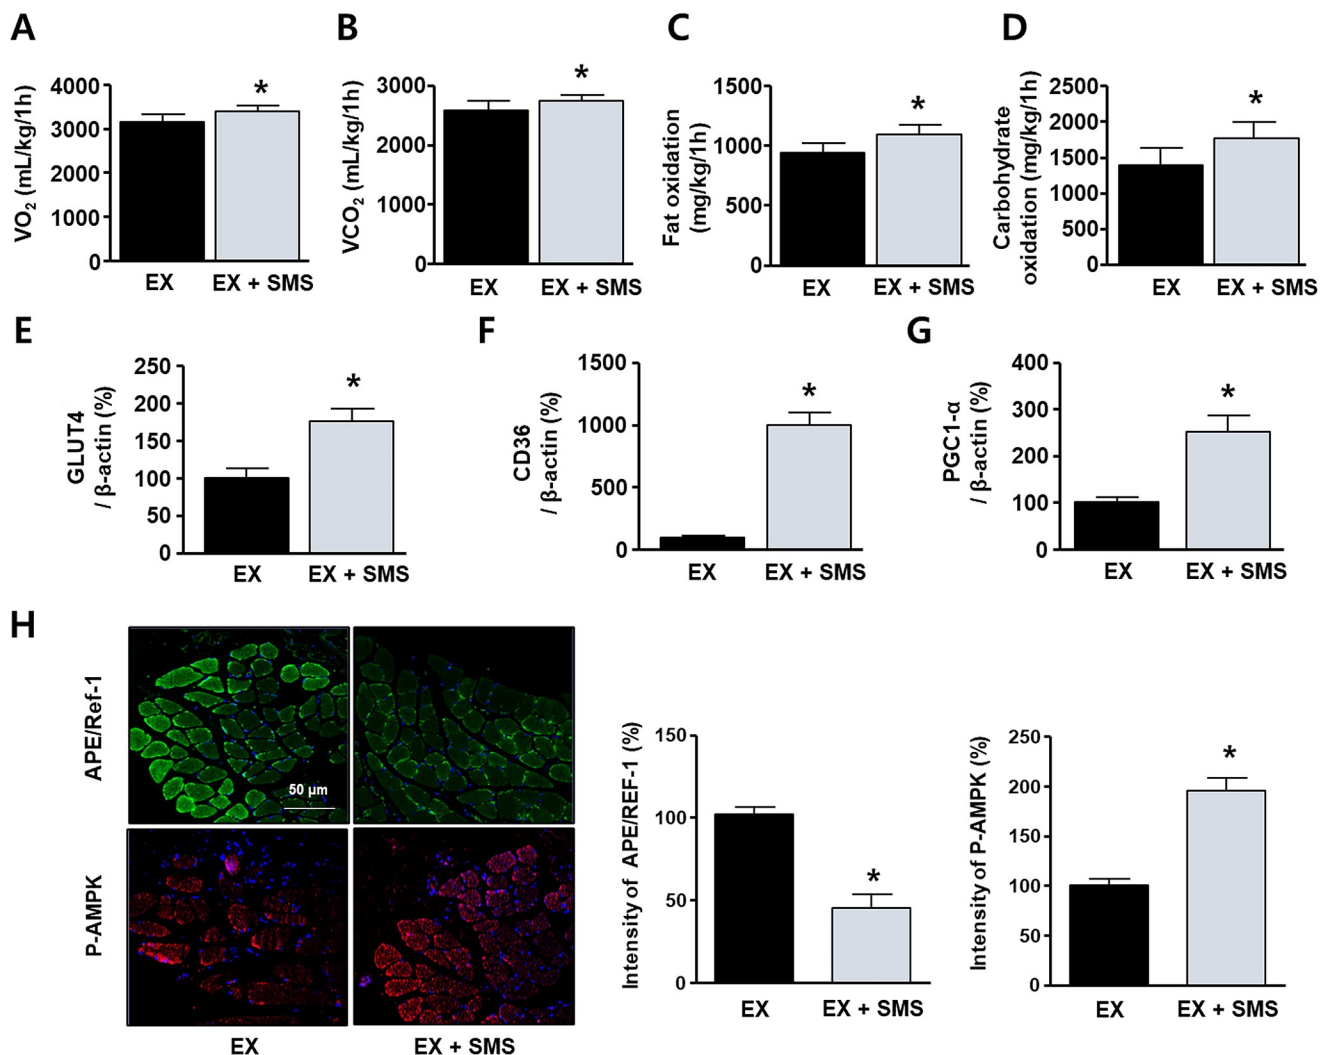 A
VO2 (mL/kg/1h)
4000
3000
2000
1000
0
*
EX
EX + SMS
B
VCO2 (mL/kg/1h)
3000
2000
1000
0
*
EX
EX + SMS
C
Fat oxidation
(mg/kg/1h)
1500
1000
500
0
*
EX
EX + SMS
D
Carbohydrate
oxidation (mg/kg/1h)
2500
2000
1500
1000
500
0
*
EX
EX + SMS
E
GLUT4
/ β-actin (%)
250
200
150
100
50
0
*
EX
EX + SMS
F
CD36
/ β-actin (%)
1500
1000
500
0
*
EX
EX + SMS
G
PGC1-α
/ β-actin (%)
400
300
200
100
0
*
EX
EX + SMS
H
APE/Ref-1
50 μm
P-AMPK
EX
EX + SMS
Intensity of APE/REF-1 (%)
150
100
50
0
*
EX
EX + SMS
Intensity of P-AMPK (%)
250
200
150
100
50
0
*
EX
EX + SMS